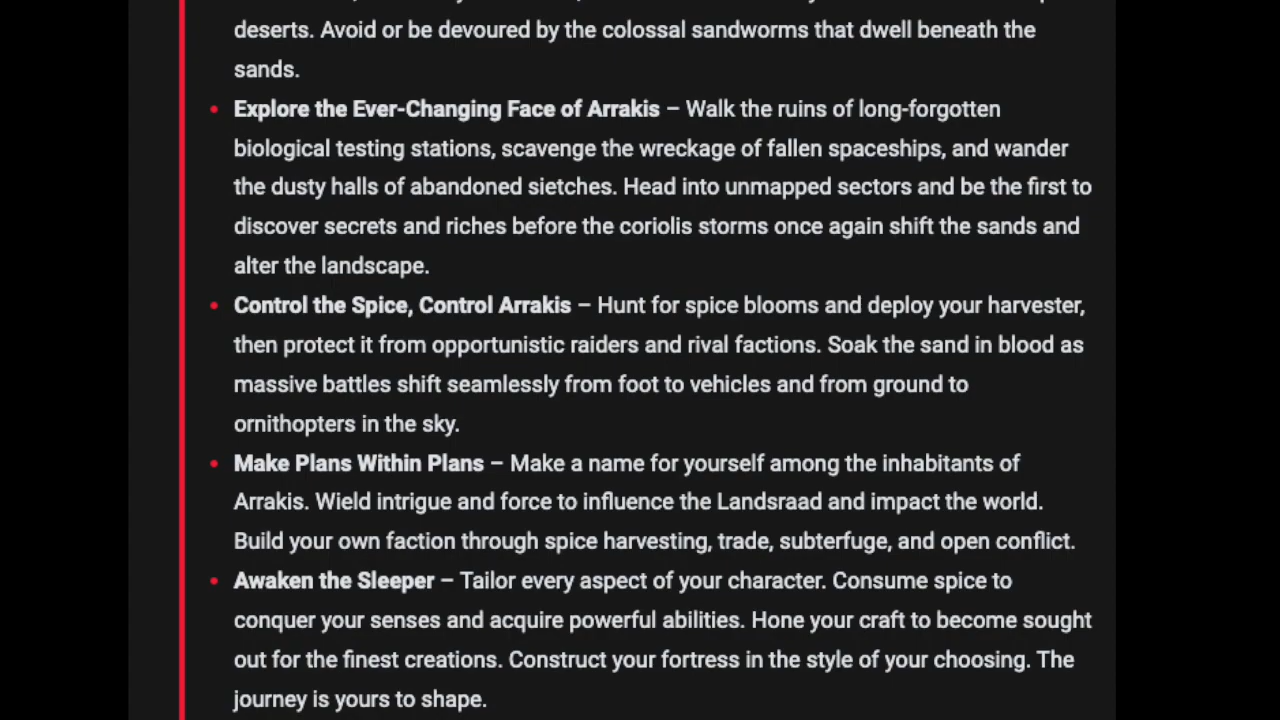 deserts. Avoid or be devoured by the colossal sandworms that dwell beneath the
sands.
• Explore the Ever-Changing Face of Arrakis – Walk the ruins of long-forgotten
biological testing stations, scavenge the wreckage of fallen spaceships, and wander
the dusty halls of abandoned sietches. Head into unmapped sectors and be the first to
discover secrets and riches before the coriolis storms once again shift the sands and
alter the landscape.
• Control the Spice, Control Arrakis – Hunt for spice blooms and deploy your harvester,
then protect it from opportunistic raiders and rival factions. Soak the sand in blood as
massive battles shift seamlessly from foot to vehicles and from ground to
ornithopters in the sky.
• Make Plans Within Plans – Make a name for yourself among the inhabitants of
Arrakis. Wield intrigue and force to influence the Landsraad and impact the world.
Build your own faction through spice harvesting, trade, subterfuge, and open conflict.
• Awaken the Sleeper – Tailor every aspect of your character. Consume spice to
conquer your senses and acquire powerful abilities. Hone your craft to become sought
out for the finest creations. Construct your fortress in the style of your choosing. The
journey is yours to shape.